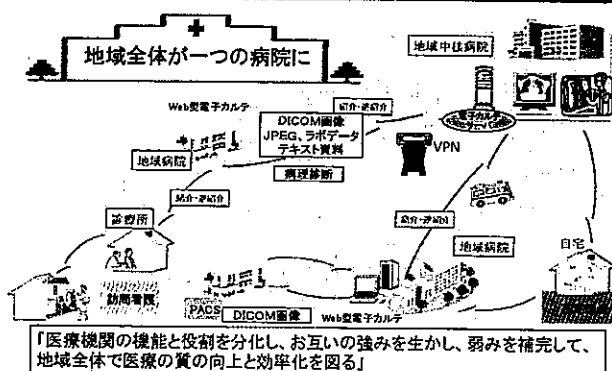 地域全体が一つの病院に
地域中核病院
Web型電子カルテ
紹介・逆紹介
DICOM画像
JPEG、ラボデータ
テキスト資料
電子カルテ
VPN
地域病院
病理診断
紹介・逆紹介
診療所
紹介・逆紹介
地域病院
自宅
訪問看護
PACS
DICOM画像
Web型電子カルテ
「医療機関の機能と役割を分化し、お互いの強みを生かし、弱みを補完して、
地域全体で医療の質の向上と効率化を図る」